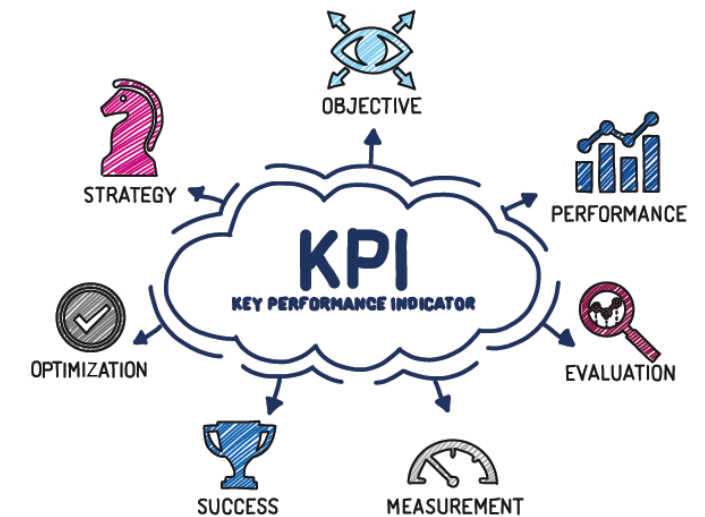 OBJECTIVE
STRATEGY
PERFORMANCE
KPI
KEY PERFORMANCE INDICATOR
OPTIMIZATION
EVALUATION
SUCCESS
MEASUREMENT